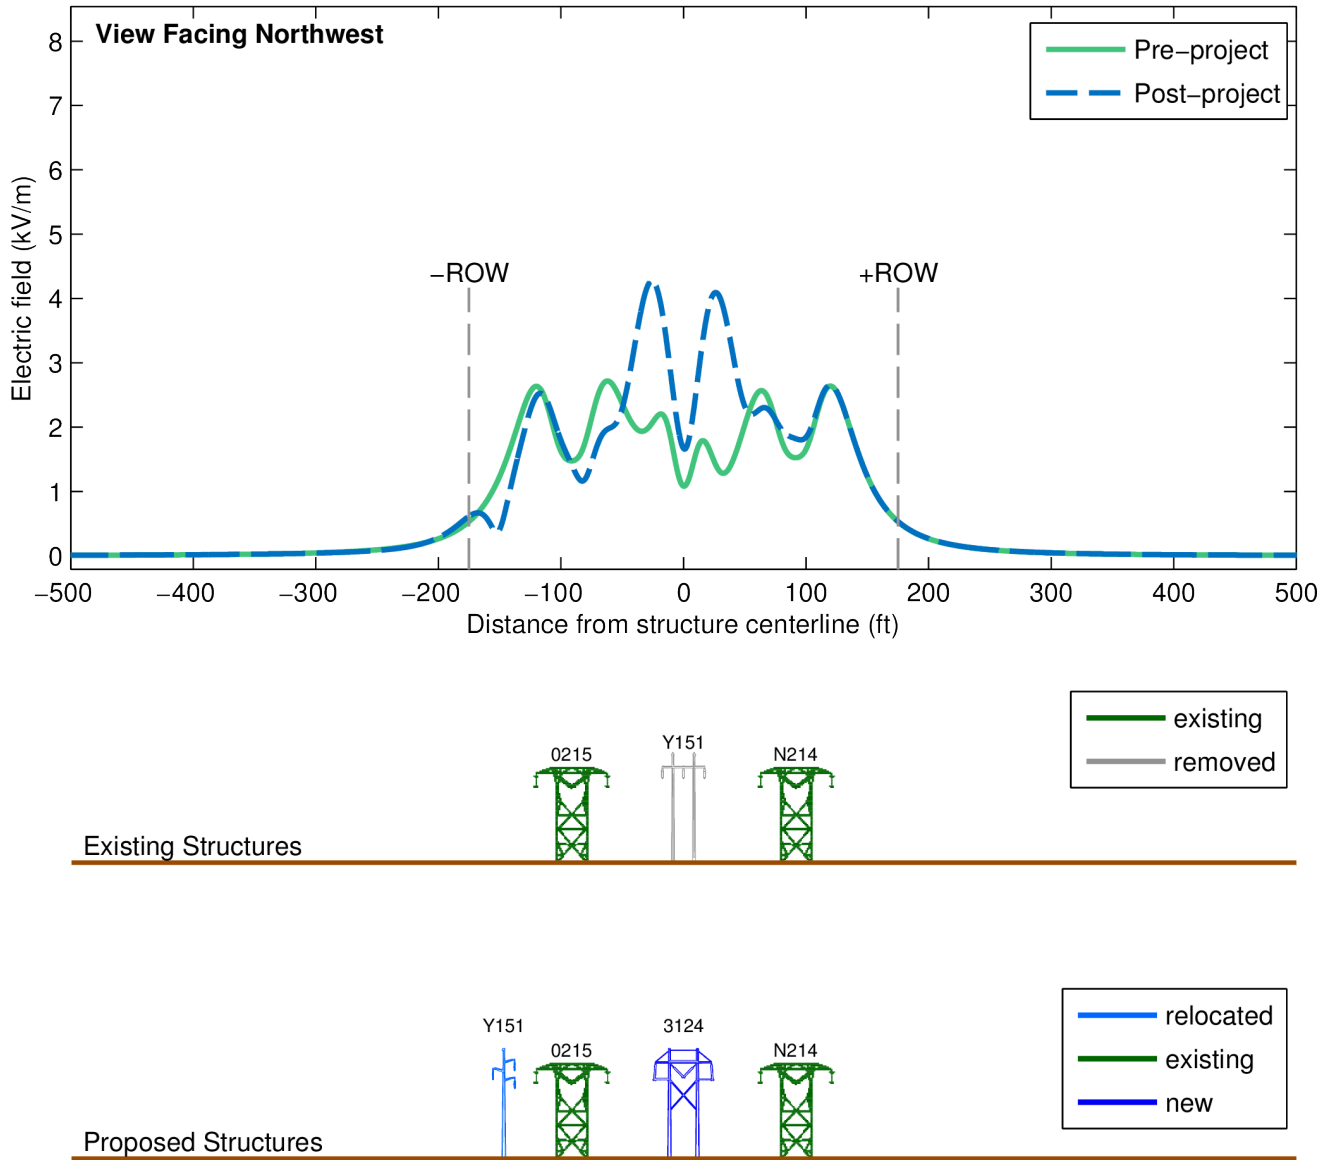 View Facing Northwest
Pre−project
Post−project
8
7
6
5
4
3
2
1
0
Electric field (kV/m)
−ROW
+ROW
−500 −400 −300 −200 −100 0 100 200 300 400 500
Distance from structure centerline (ft)
existing
removed
0215 Y151 N214
Existing Structures
relocated
existing
new
Y151 0215 3124 N214
Proposed Structures